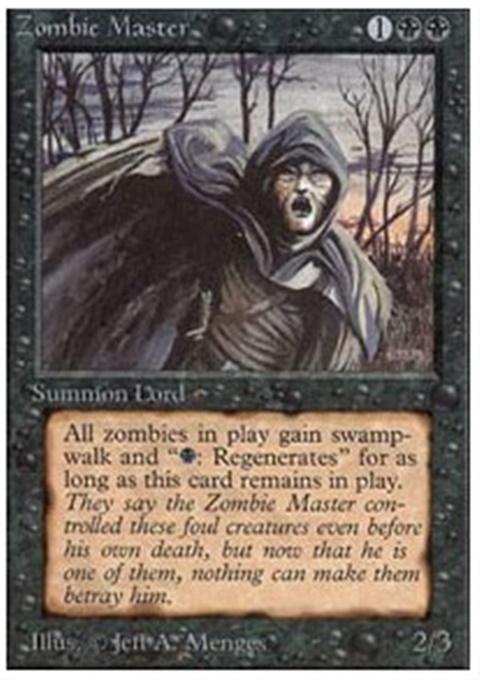 Zombie Master 1
Summon Lord
All zombies in play gain swamp-
walk and " : Regenerates" for as
long as this card remains in play.
They say the Zombie Master con-
trolled these foul creatures even before
his own death, but now that he is
one of them, nothing can make them
betray him.
Illus. © Jeff A. Menges 2/3